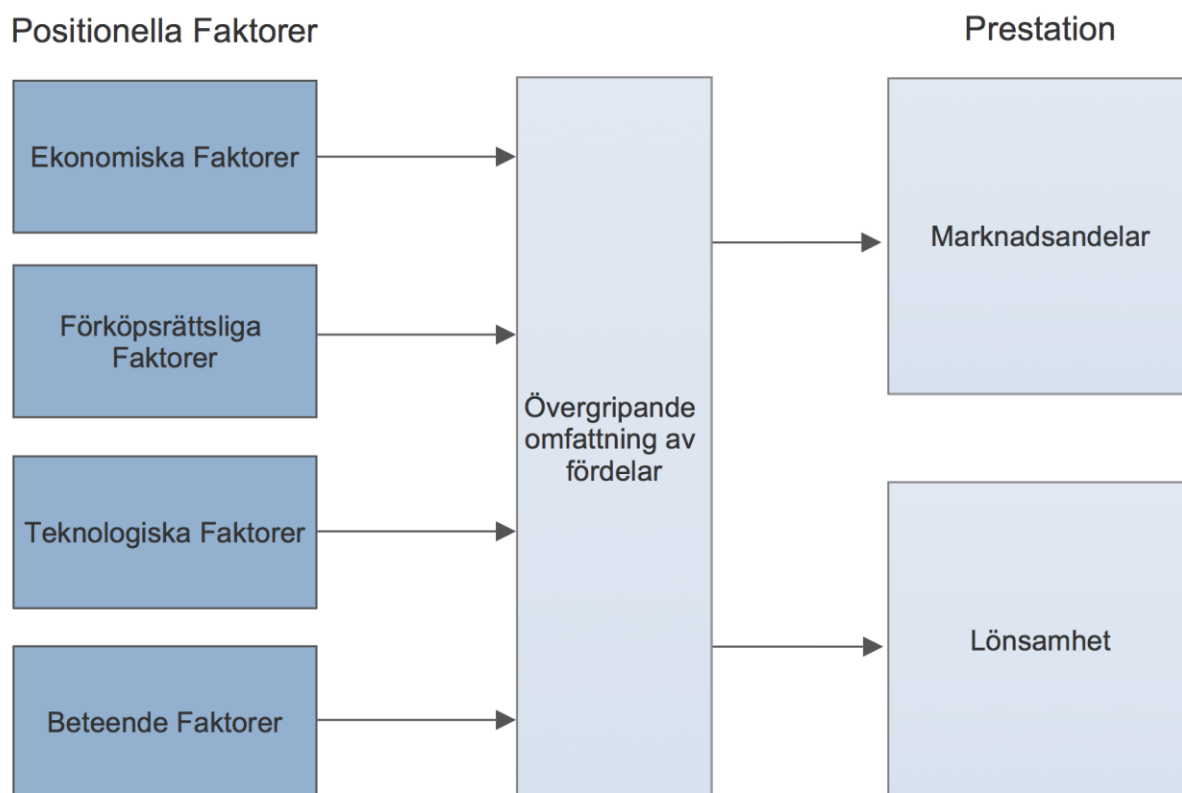 Positionella Faktorer
Prestation
Ekonomiska Faktorer
Förköpsrättsliga
Faktorer
Teknologiska Faktorer
Beteende Faktorer
Övergripande
omfattning av
fördelar
Marknadsandelar
Lönsamhet